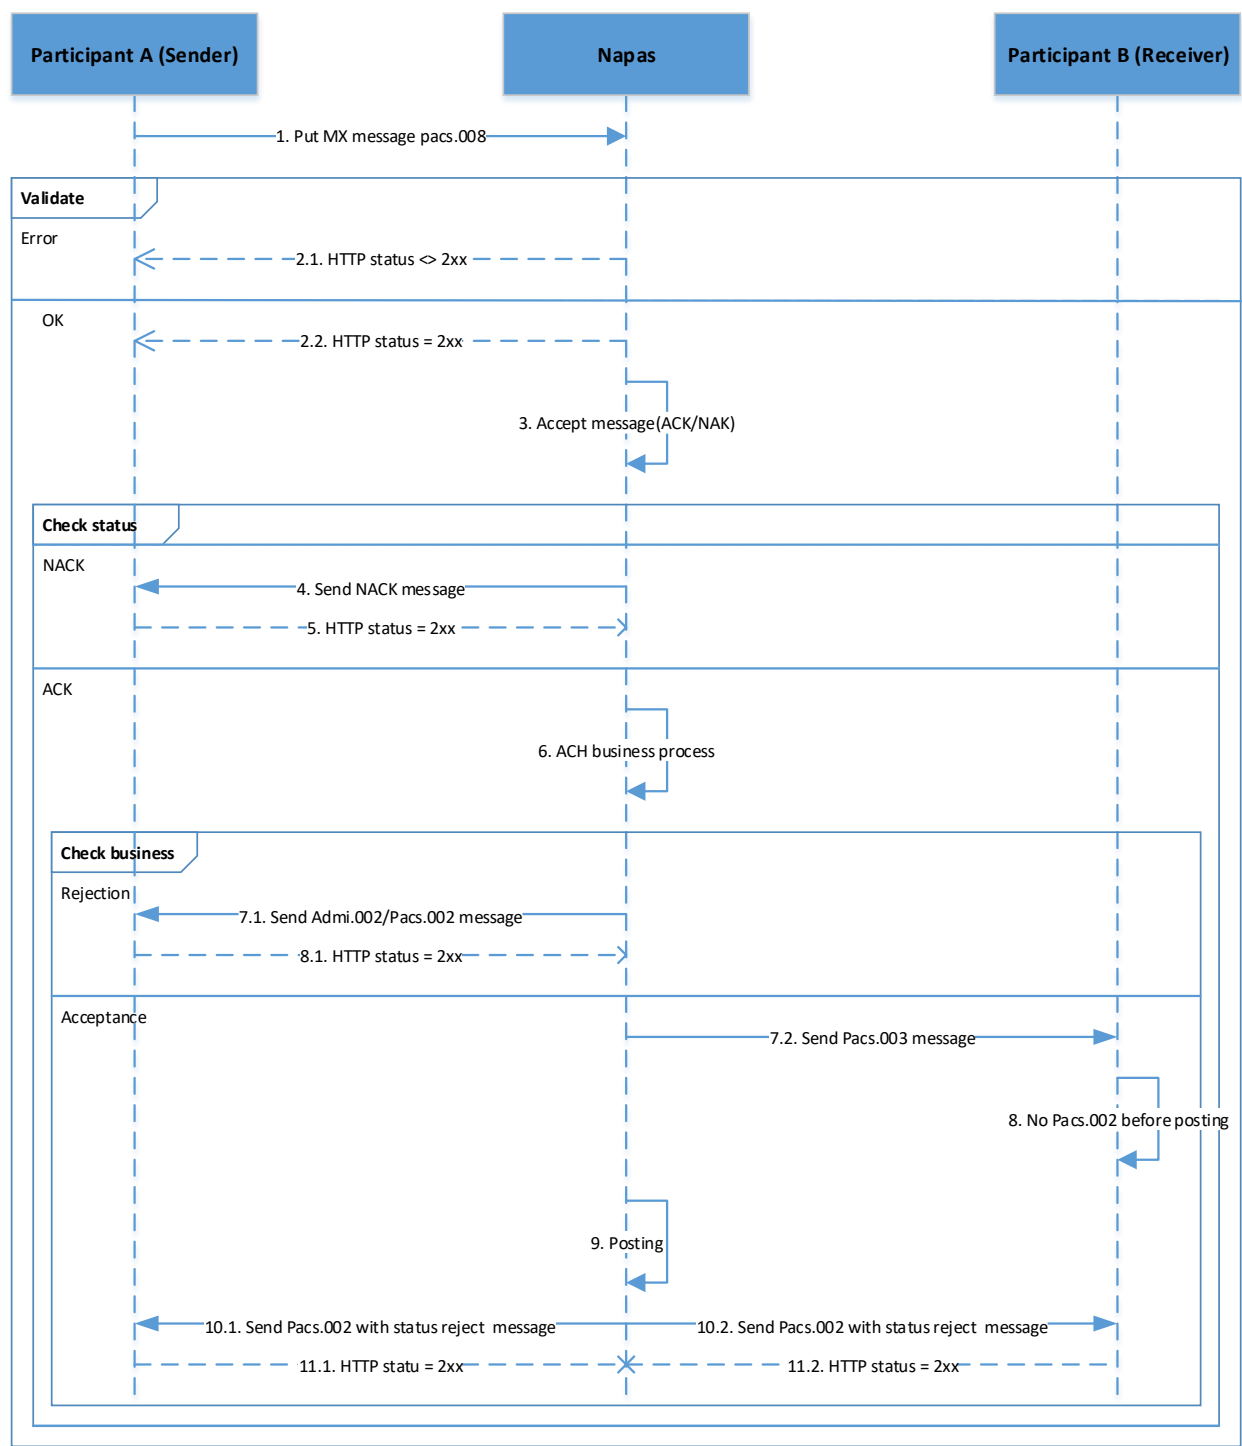 Participant A (Sender)
Napas
Participant B (Receiver)
1. Put MX message pacs.008
Validate
Error
2.1. HTTP status <> 2xx
OK
2.2. HTTP status = 2xx
3. Accept message(ACK/NAK)
Check status
NACK
4. Send NACK message
5. HTTP status = 2xx
ACK
6. ACH business process
Check business
Rejection
7.1. Send Admi.002/Pacs.002 message
8.1. HTTP status = 2xx
Acceptance
7.2. Send Pacs.003 message
8. No Pacs.002 before posting
9. Posting
10.1. Send Pacs.002 with status reject message
10.2. Send Pacs.002 with status reject message
11.1. HTTP statu = 2xx
11.2. HTTP status = 2xx